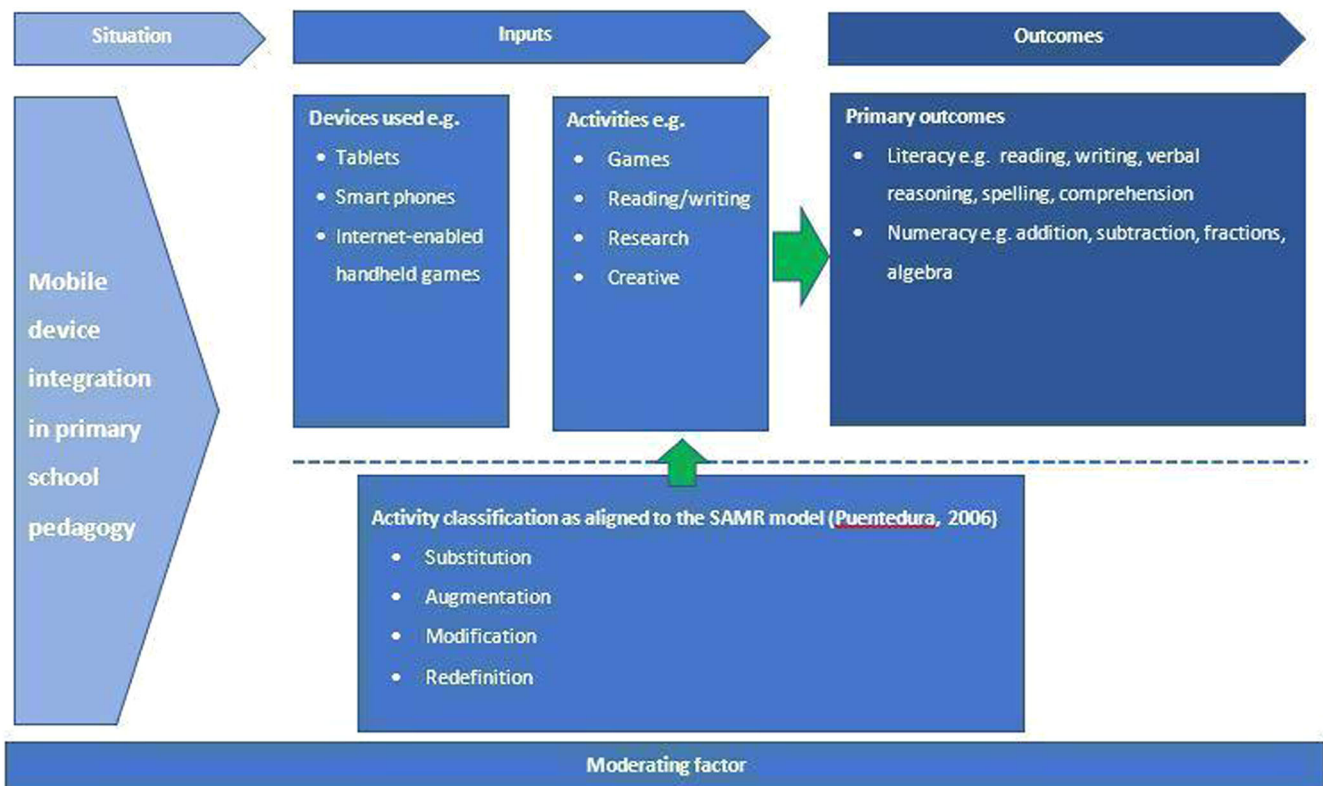 Situation
Inputs
Outcomes
Mobile
device
integration
in primary
school
pedagogy
Devices used e.g.
• Tablets
• Smart phones
• Internet-enabled
handheld games
Activities e.g.
• Games
• Reading/writing
• Research
• Creative
Primary outcomes
• Literacy e.g. reading, writing, verbal
reasoning, spelling, comprehension
• Numeracy e.g. addition, subtraction, fractions,
algebra
Activity classification as aligned to the SAMR model (Puentedura, 2006)
• Substitution
• Augmentation
• Modification
• Redefinition
Moderating factor